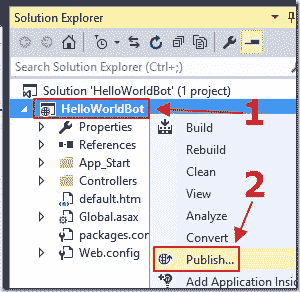 Solution Explorer
Search Solution Explorer (Ctrl+;)
Solution 'HelloWorldBot' (1 project)
HelloWorldBot
1
Properties
References
App_Start
Controllers
default.htm
Global.asax
packages.con
Web.config
Build
Rebuild
Clean
View
Analyze
Convert
2
Publish...
Add Application Insi